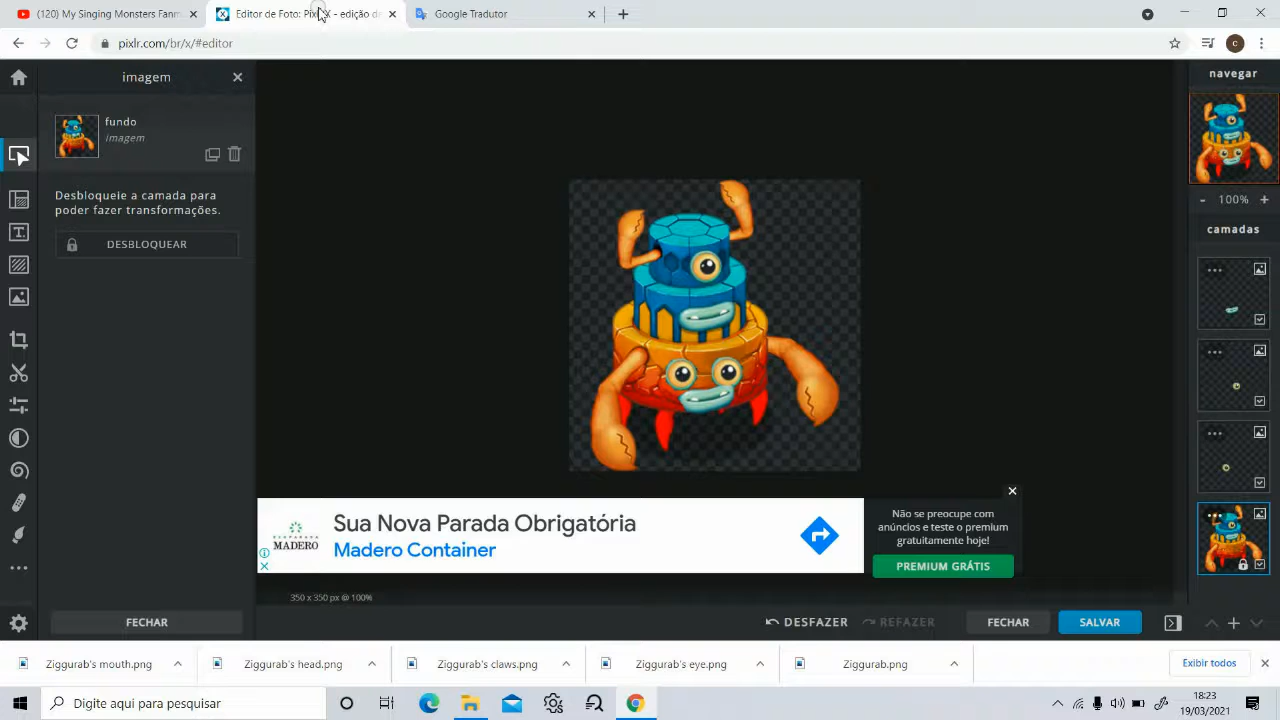 (120) My Singing Monsters Fanm
Editor de Foto: Pixlr X - edição de
Google Tradutor
pixlr.com/br/x/#editor
c
imagem
navegar
fundo
imagem
Desbloqueie a camada para
poder fazer transformações.
DESBLOQUEAR
- 100% +
camadas
Sua Nova Parada Obrigatória
Madero Container
MADERO
Não se preocupe com
anúncios e teste o premium
gratuitamente hoje!
PREMIUM GRÁTIS
350 x 350 px @ 100%
FECHAR
DESFAZER
REFAZER
FECHAR
SALVAR
Ziggurab's mouth.png
Ziggurab's head.png
Ziggurab's claws.png
Ziggurab's eye.png
Ziggurab.png
Exibir todos
Digite aqui para pesquisar
18:23
19/03/2021